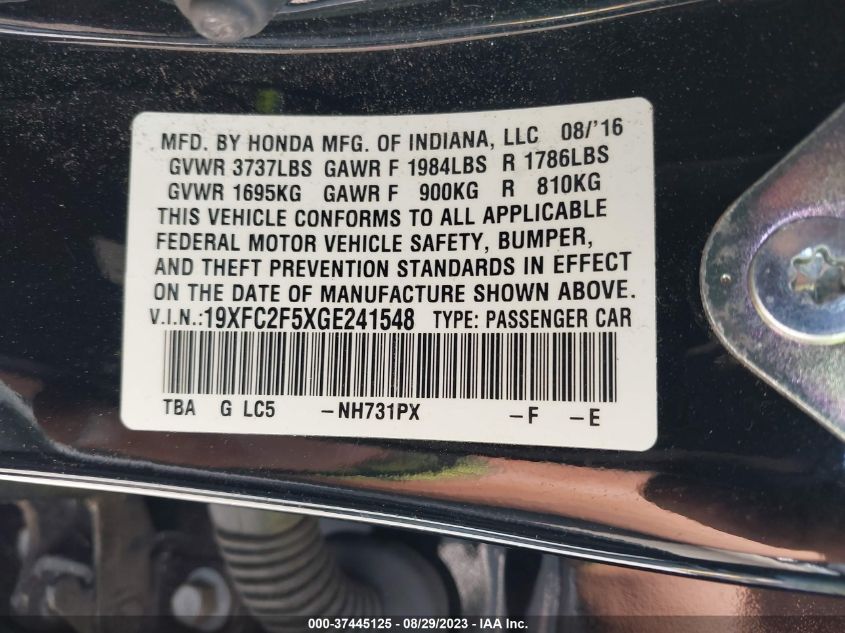 MFD. BY HONDA MFG. OF INDIANA, LLC 08/'16
GVWR 3737LBS GAWR F 1984LBS R 1786LBS
GVWR 1695KG GAWR F 900KG R 810KG
THIS VEHICLE CONFORMS TO ALL APPLICABLE
FEDERAL MOTOR VEHICLE SAFETY, BUMPER,
AND THEFT PREVENTION STANDARDS IN EFFECT
ON THE DATE OF MANUFACTURE SHOWN ABOVE.
V.I.N.:19XFC2F5XGE241548 TYPE: PASSENGER CAR
TBA G LC5 -NH731PX -F -E
000-37445125 - 08/29/2023 - IAA Inc.